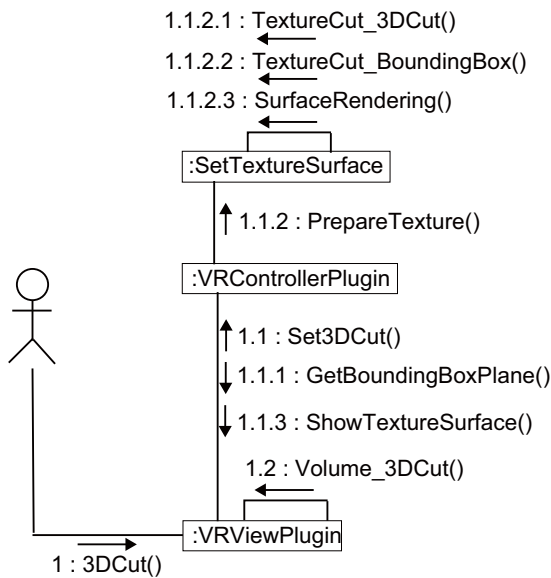 1.1.2.1 : TextureCut_3DCut()
1.1.2.2 : TextureCut_BoundingBox()
1.1.2.3 : SurfaceRendering()
:SetTextureSurface
1.1.2 : PrepareTexture()
:VRControllerPlugin
1.1 : Set3DCut()
1.1.1 : GetBoundingBoxPlane()
1.1.3 : ShowTextureSurface()
1.2 : Volume_3DCut()
:VRViewPlugin
1 : 3DCut()